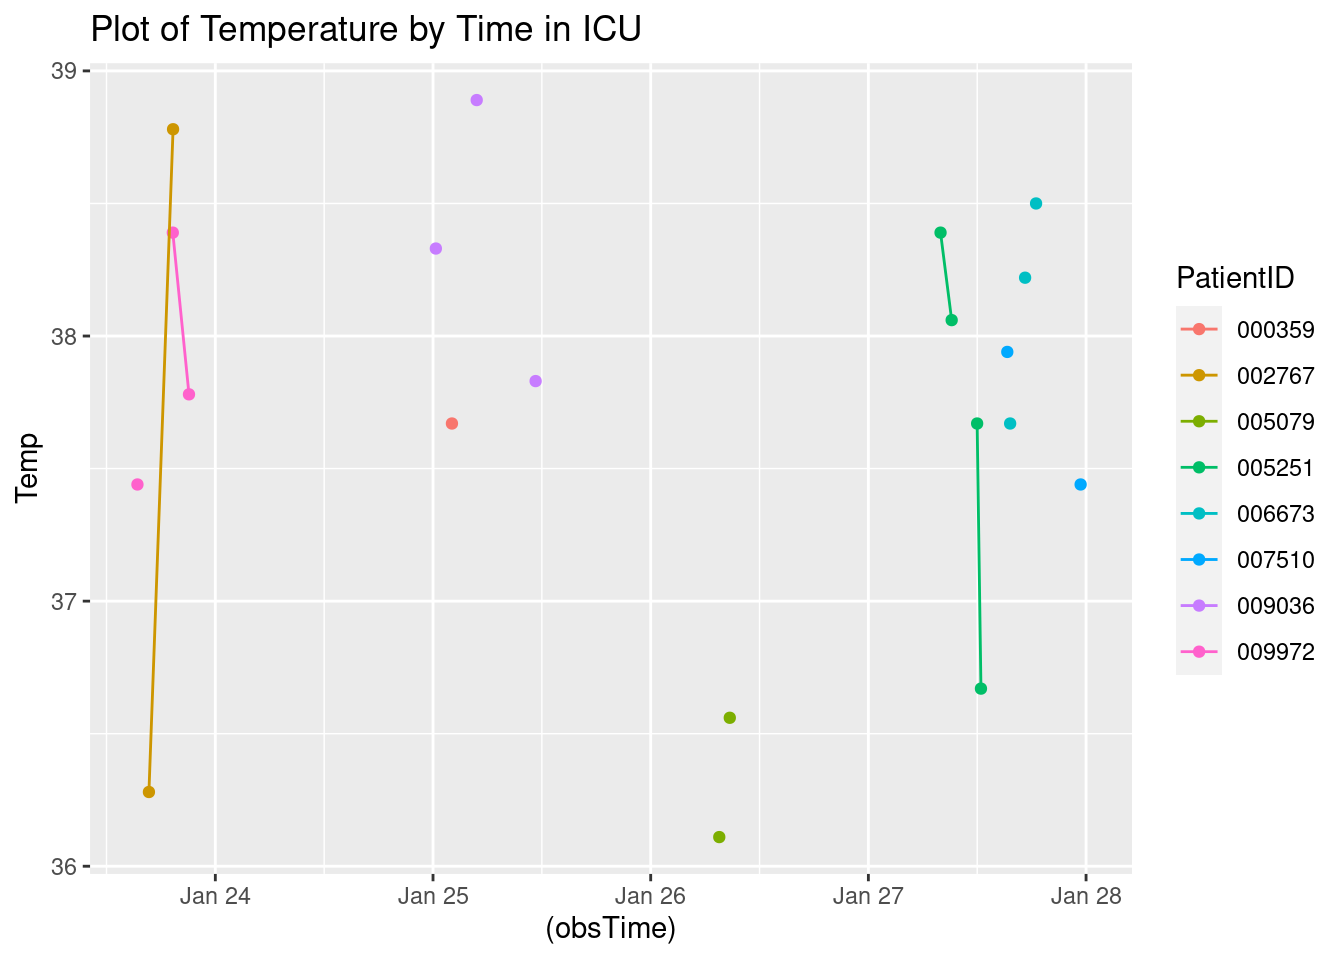 Plot of Temperature by Time in ICU
39
38
37
36
Temp
Jan 24
Jan 25
Jan 26
Jan 27
Jan 28
(obsTime)
PatientID
000359
002767
005079
005251
006673
007510
009036
009972